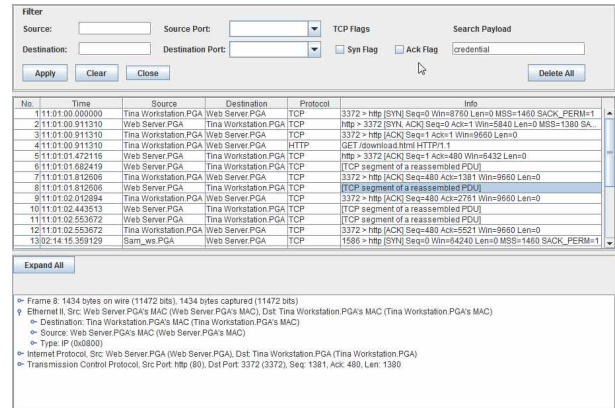 Filter
Source: Source Port: TCP Flags Search Payload
Destination: Destination Port: Syn Flag Ack Flag credential
Apply Clear Close Delete All
No. Time Source Destination Protocol Info
1 11:01:00.000000 Tina Workstation.PGA Web Server.PGA TCP 3372 > http [SYN] Seq=0 Win=8760 Len=0 MSS=1460 SACK_PERM=1
2 11:01:00.911310 Web Server.PGA Tina Workstation.PGA TCP http > 3372 [SYN, ACK] Seq=0 Ack=1 Win=5840 Len=0 MSS=1380 SA...
3 11:01:00.911310 Tina Workstation.PGA Web Server.PGA TCP 3372 > http [ACK] Seq=1 Ack=1 Win=9660 Len=0
4 11:01:00.911310 Tina Workstation.PGA Web Server.PGA HTTP GET /download.html HTTP/1.1
5 11:01:01.472116 Web Server.PGA Tina Workstation.PGA TCP http > 3372 [ACK] Seq=1 Ack=480 Win=6432 Len=0
6 11:01:01.682419 Web Server.PGA Tina Workstation.PGA TCP [TCP segment of a reassembled PDU]
7 11:01:01.812606 Tina Workstation.PGA Web Server.PGA TCP 3372 > http [ACK] Seq=480 Ack=1381 Win=9660 Len=0
8 11:01:01.812606 Web Server.PGA Tina Workstation.PGA TCP [TCP segment of a reassembled PDU]
9 11:01:02.012894 Tina Workstation.PGA Web Server.PGA TCP 3372 > http [ACK] Seq=480 Ack=2761 Win=9660 Len=0
10 11:01:02.443513 Web Server.PGA Tina Workstation.PGA TCP [TCP segment of a reassembled PDU]
11 11:01:02.553672 Web Server.PGA Tina Workstation.PGA TCP [TCP segment of a reassembled PDU]
12 11:01:02.553672 Tina Workstation.PGA Web Server.PGA TCP 3372 > http [ACK] Seq=480 Ack=5521 Win=9660 Len=0
13 02:14:15.359129 Sam_ws.PGA Web Server.PGA TCP 1586 > http [SYN] Seq=0 Win=64240 Len=0 MSS=1460 SACK_PERM=1
Expand All
Frame 8: 1434 bytes on wire (11472 bits), 1434 bytes captured (11472 bits)
Ethernet II, Src: Web Server.PGA's MAC (Web Server.PGA's MAC), Dst: Tina Workstation.PGA's MAC (Tina Workstation.PGA's MAC)
Destination: Tina Workstation.PGA's MAC (Tina Workstation.PGA's MAC)
Source: Web Server.PGA's MAC (Web Server.PGA's MAC)
Type: IP (0x0800)
Internet Protocol, Src: Web Server.PGA (Web Server.PGA), Dst: Tina Workstation.PGA (Tina Workstation.PGA)
Transmission Control Protocol, Src Port: http (80), Dst Port: 3372 (3372), Seq: 1381, Ack: 480, Len: 1380